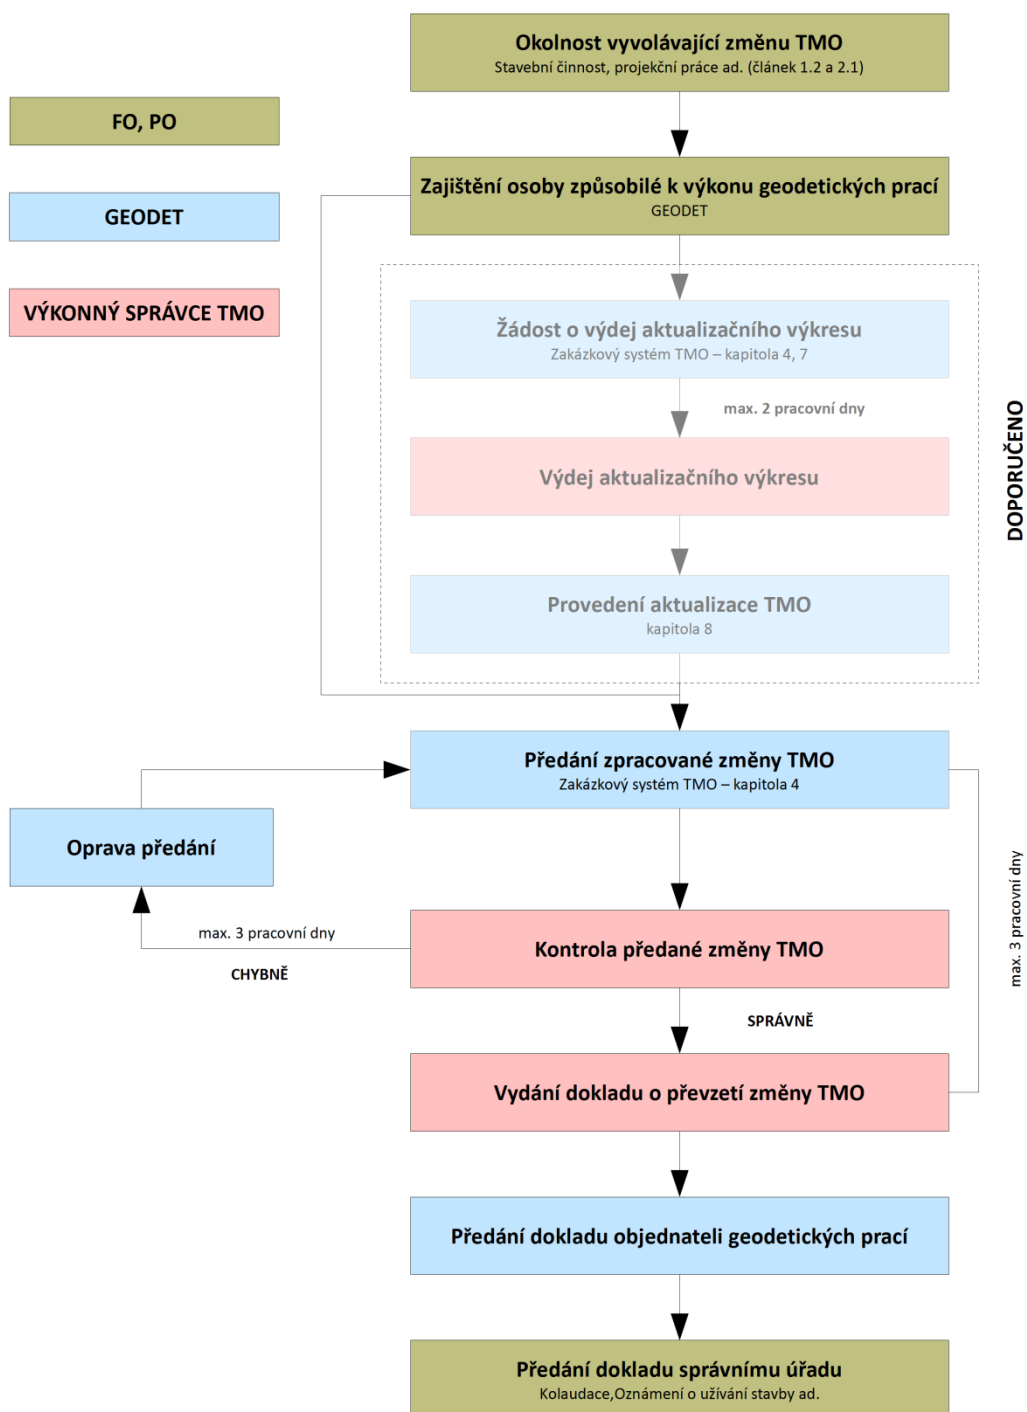 Okolnost vyvolávající změnu TMO
Stavební činnost, projekční práce ad. (článek 1.2 a 2.1)
FO, PO
GEODET
VÝKONNÝ SPRÁVCE TMO
Zajištění osoby způsobilé k výkonu geodetických prací
GEODET
Žádost o výdej aktualizačního výkresu
Zakázkový systém TMO – kapitola 4, 7
max. 2 pracovní dny
Výdej aktualizačního výkresu
Provedení aktualizace TMO
kapitola 8
DOPORUČENO
Předání zpracované změny TMO
Zakázkový systém TMO – kapitola 4
Oprava předání
max. 3 pracovní dny
CHYBNĚ
Kontrola předané změny TMO
SPRÁVNĚ
max. 3 pracovní dny
Vydání dokladu o převzetí změny TMO
Předání dokladu objednateli geodetických prací
Předání dokladu správnímu úřadu
Kolaudace,Oznámení o užívání stavby ad.